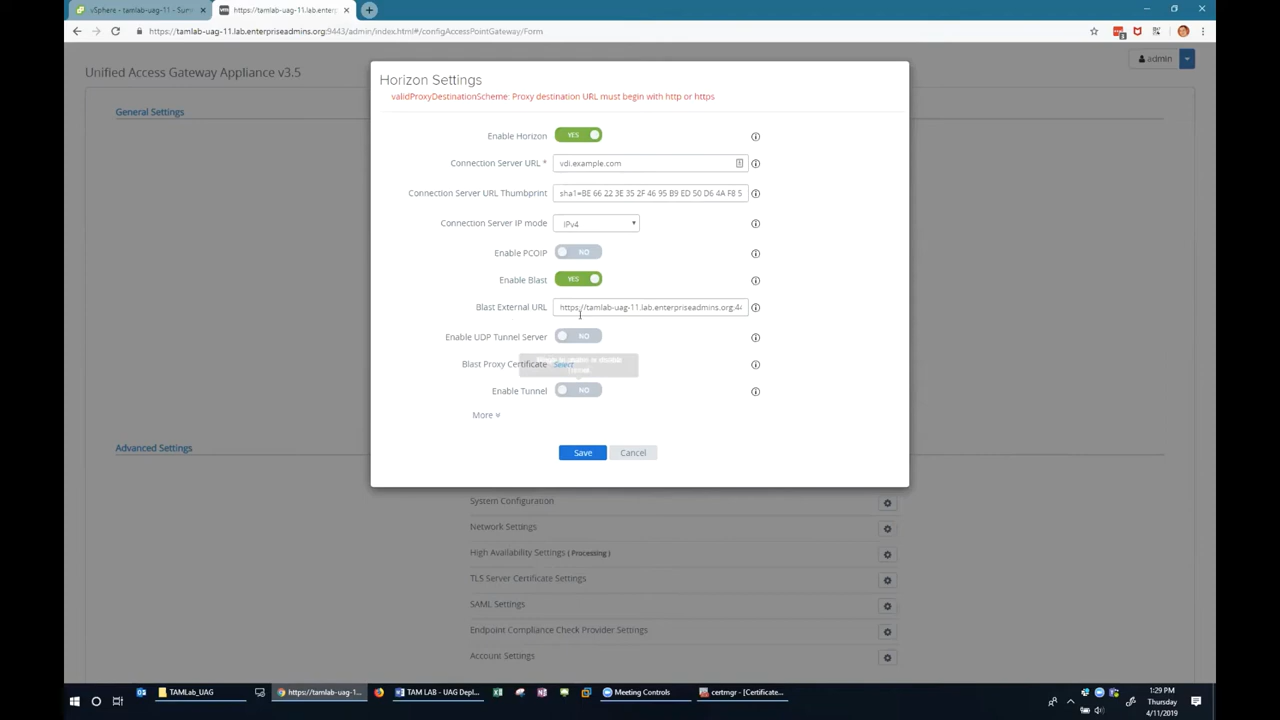 vSphere - tamlab-uag-11 - Sum
https://tamlab-uag-11.lab.enter
https://tamlab-uag-11.lab.enterpriseadmins.org:9443/admin/index.html#/configAccessPointGateway/Form
Unified Access Gateway Appliance v3.5
admin
General Settings
Horizon Settings
validProxyDestinationScheme: Proxy destination URL must begin with http or https
Enable Horizon YES
Connection Server URL * vdi.example.com
Connection Server URL Thumbprint sha1=BE 66 22 3E 35 2F 46 95 B9 ED 50 D6 4A F8 5
Connection Server IP mode IPv4
Enable PCOIP NO
Enable Blast YES
Blast External URL https://tamlab-uag-11.lab.enterpriseadmins.org:44
Enable UDP Tunnel Server NO
Blast Proxy Certificate Select
Enable Tunnel NO
More
Save Cancel
Advanced Settings
System Configuration
Network Settings
High Availability Settings ( Processing )
TLS Server Certificate Settings
SAML Settings
Endpoint Compliance Check Provider Settings
Account Settings
TAMLab_UAG
https://tamlab-uag-1...
TAM LAB - UAG Depl...
Meeting Controls
certmgr - [Certificate...
1:29 PM
Thursday
4/11/2019